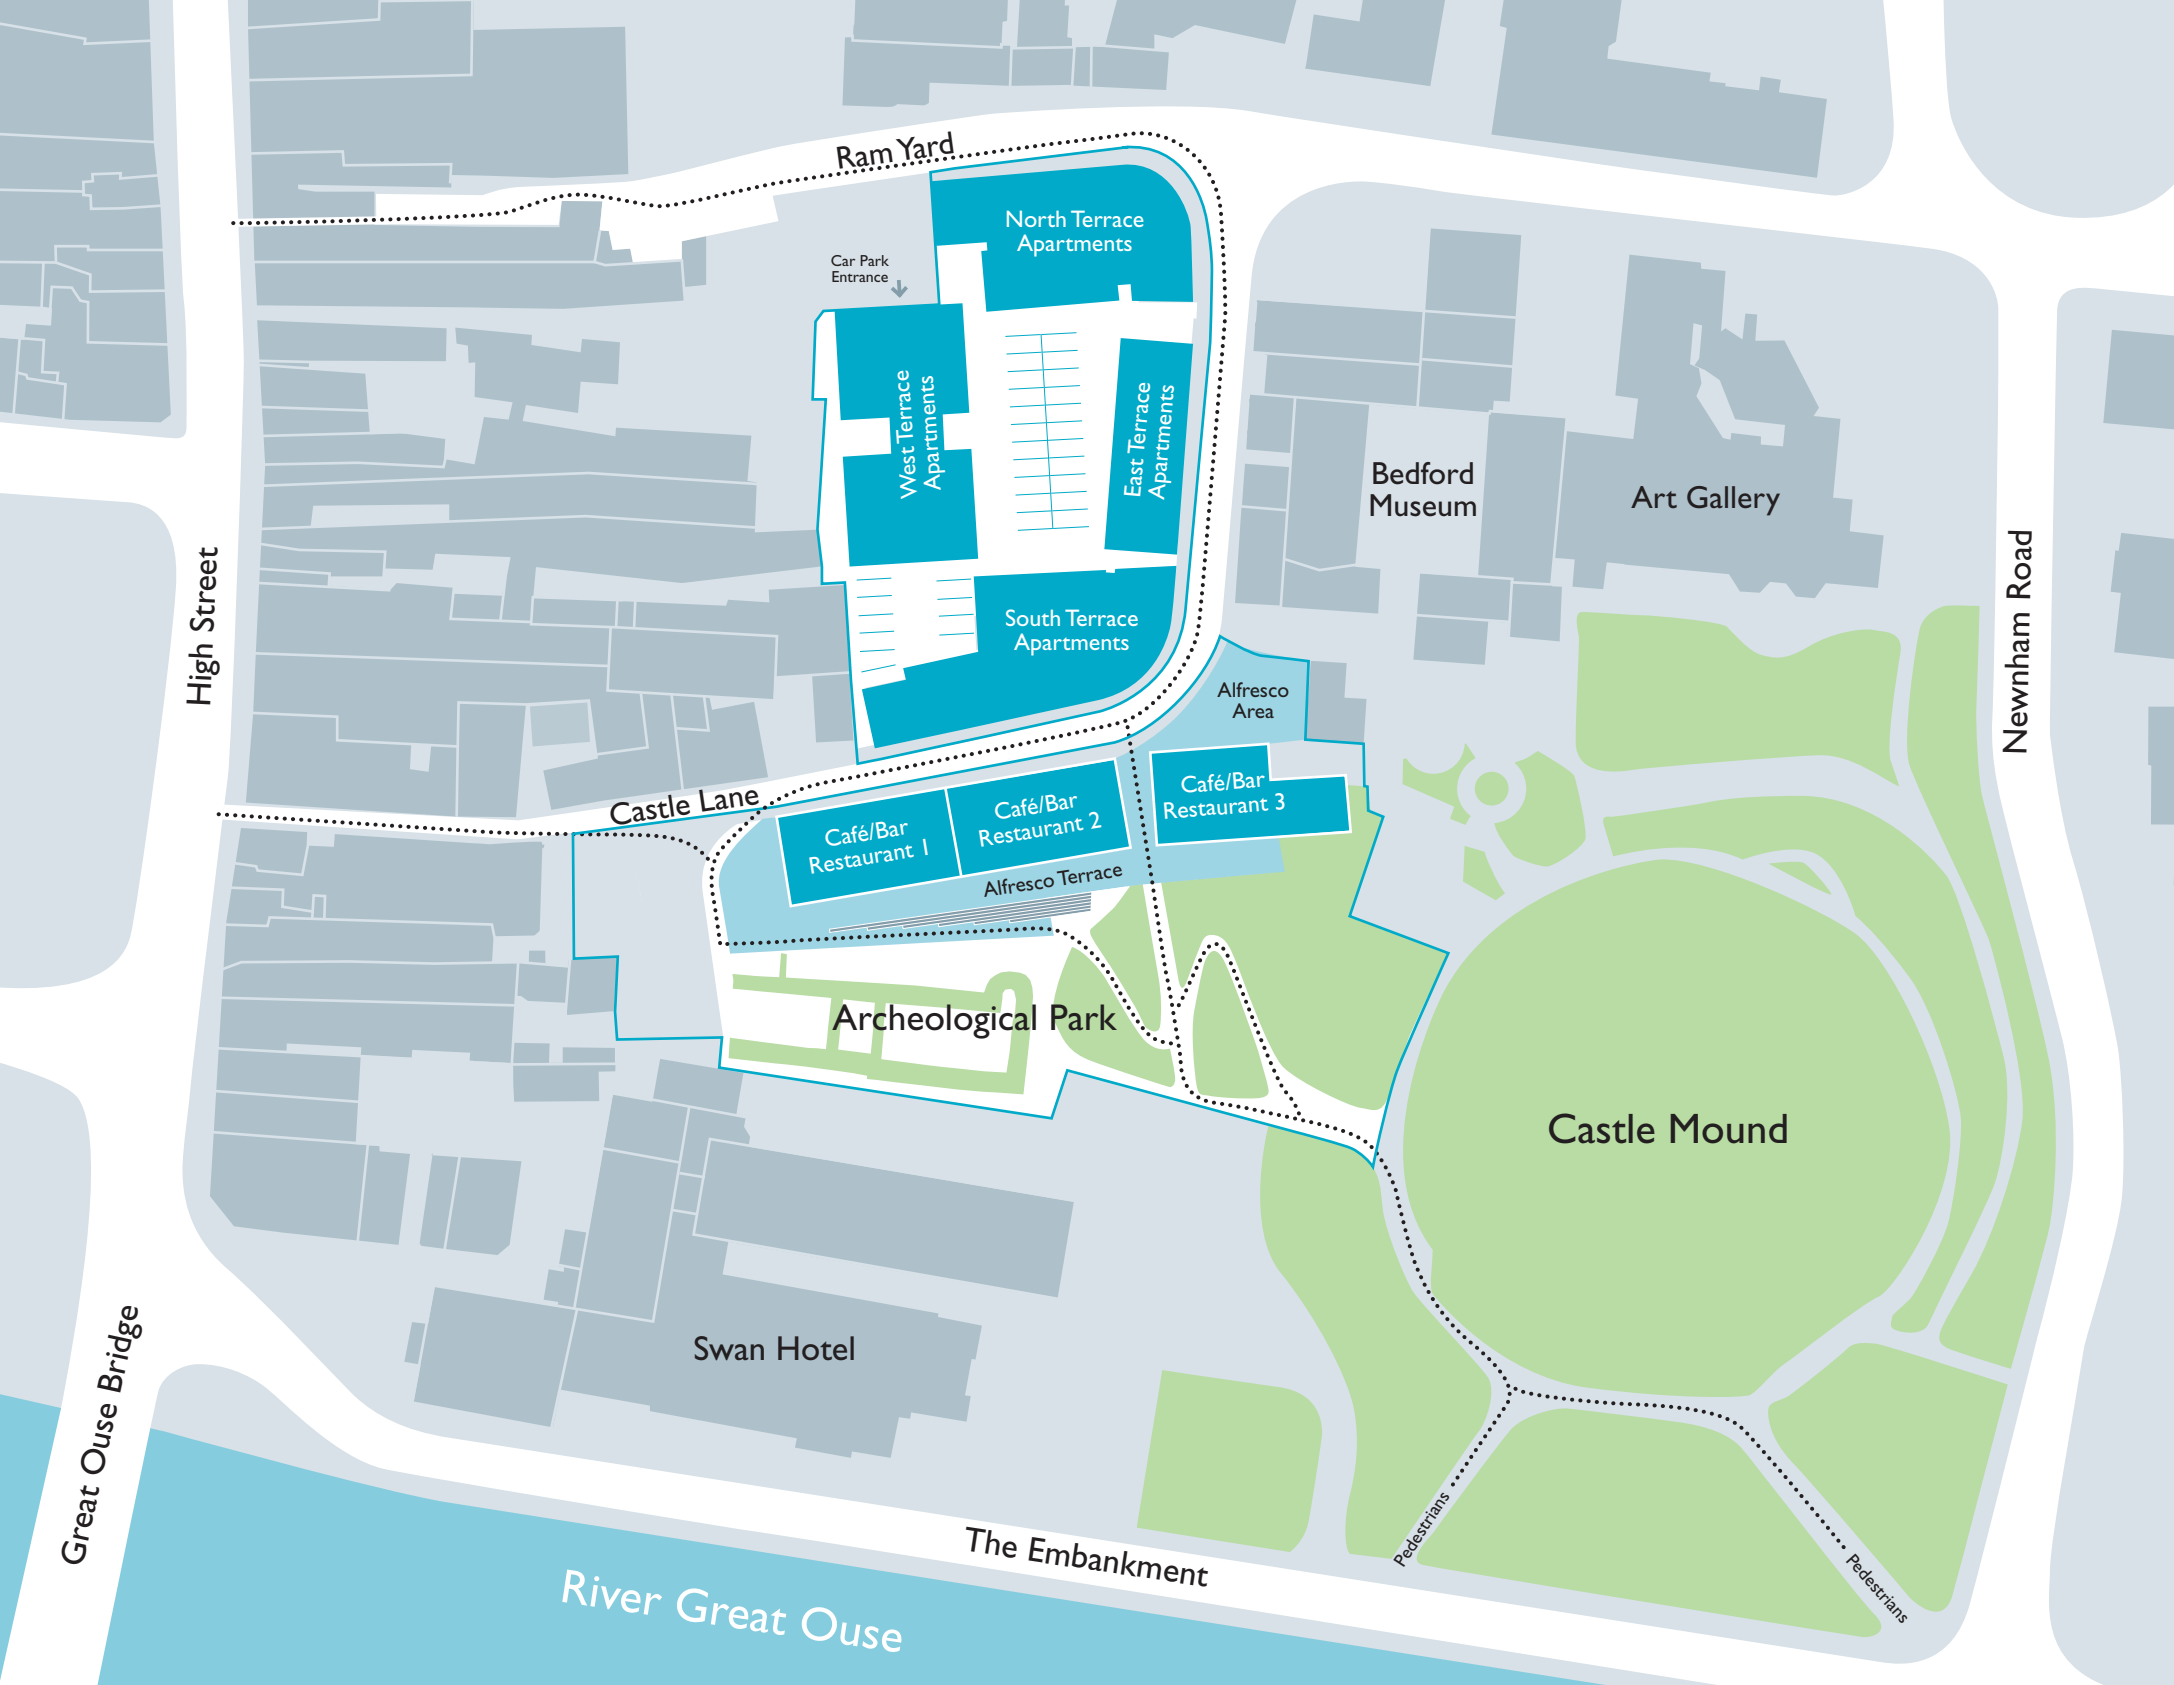 Ram Yard
North Terrace
Apartments
Car Park
Entrance
West Terrace
Apartments
East Terrace
Apartments
Bedford
Museum
Art Gallery
High Street
Newnham Road
South Terrace
Apartments
Alfresco
Area
Castle Lane
Café/Bar
Restaurant 1
Café/Bar
Restaurant 2
Café/Bar
Restaurant 3
Alfresco Terrace
Archeological Park
Castle Mound
Swan Hotel
Great Ouse Bridge
The Embankment
River Great Ouse
Pedestrians
Pedestrians